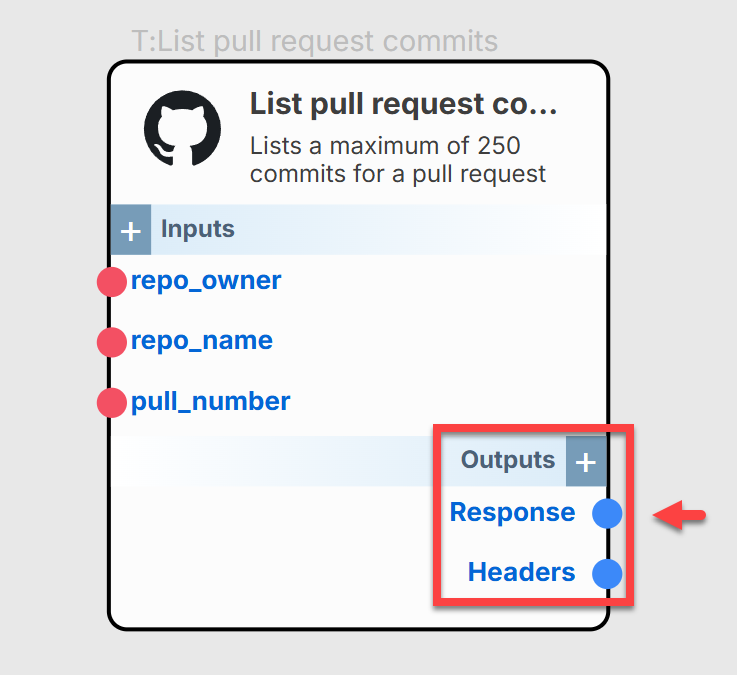 T:List pull request commits
List pull request co...
Lists a maximum of 250
commits for a pull request
+ Inputs
repo_owner
repo_name
pull_number
Outputs +
Response
Headers